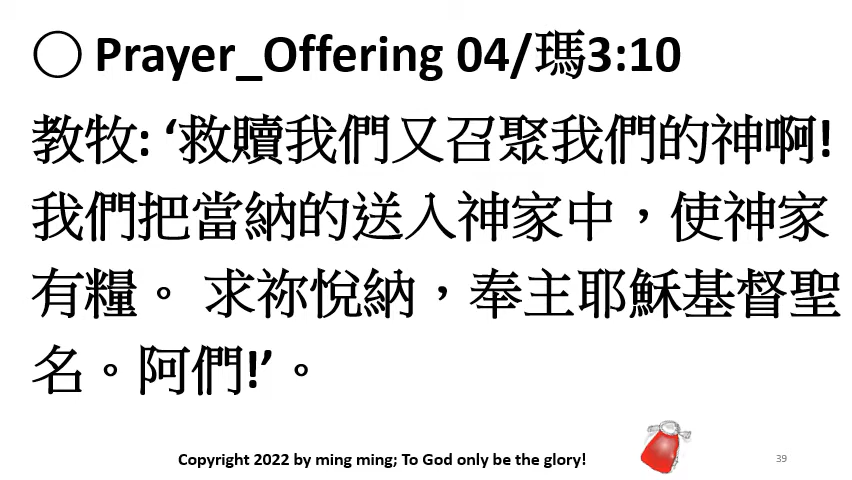 ◯ Prayer_Offering 04/瑪3:10
教牧: ‘救贖我們又召聚我們的神啊!
我們把當納的送入神家中，使神家
有糧。 求祢悅納，奉主耶穌基督聖
名。阿們!’。
Copyright 2022 by ming ming; To God only be the glory!
39